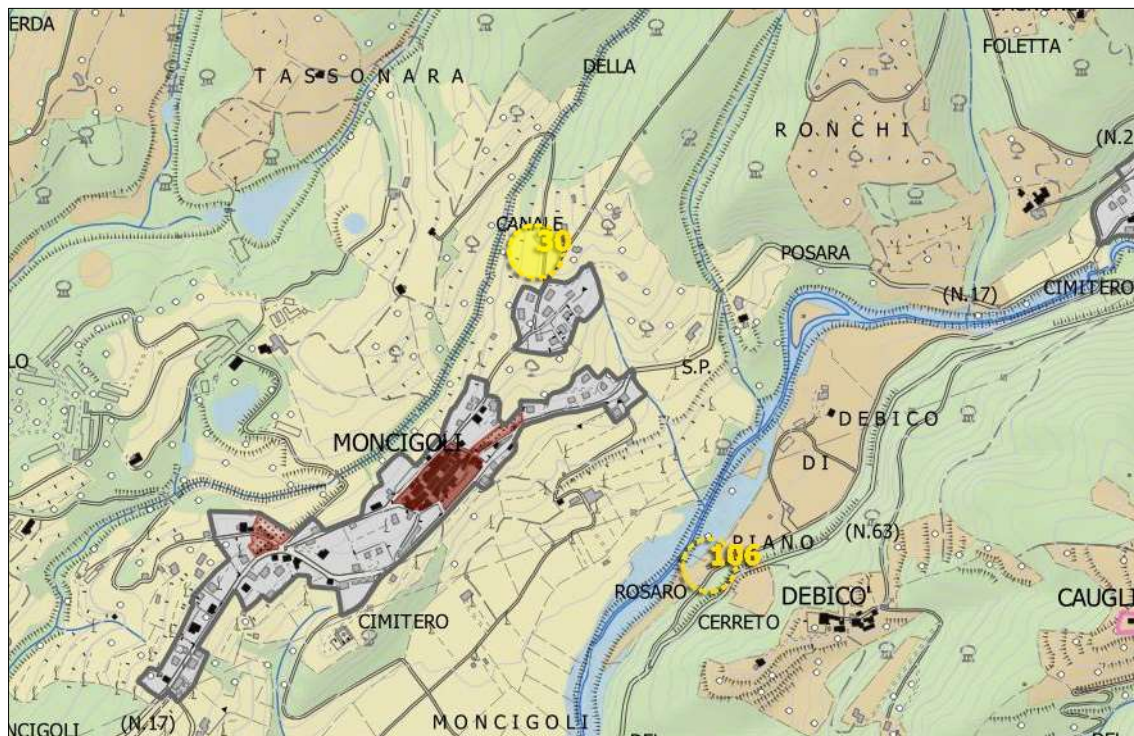 ERDA
FOLETTA
DELLA
TASSONARA
RONCHI
(N.2
CANALE
30
POSARA
(N.17)
CIMITERO
LO
S.P.
DEBICO
MONCIGOLI
DI
(N.63)
PIANO
106
ROSARO
DEBICO'
CAUGLI
CIMITERO
CERRETO
(N.17)
MONCIGOLI
NCIGOLI